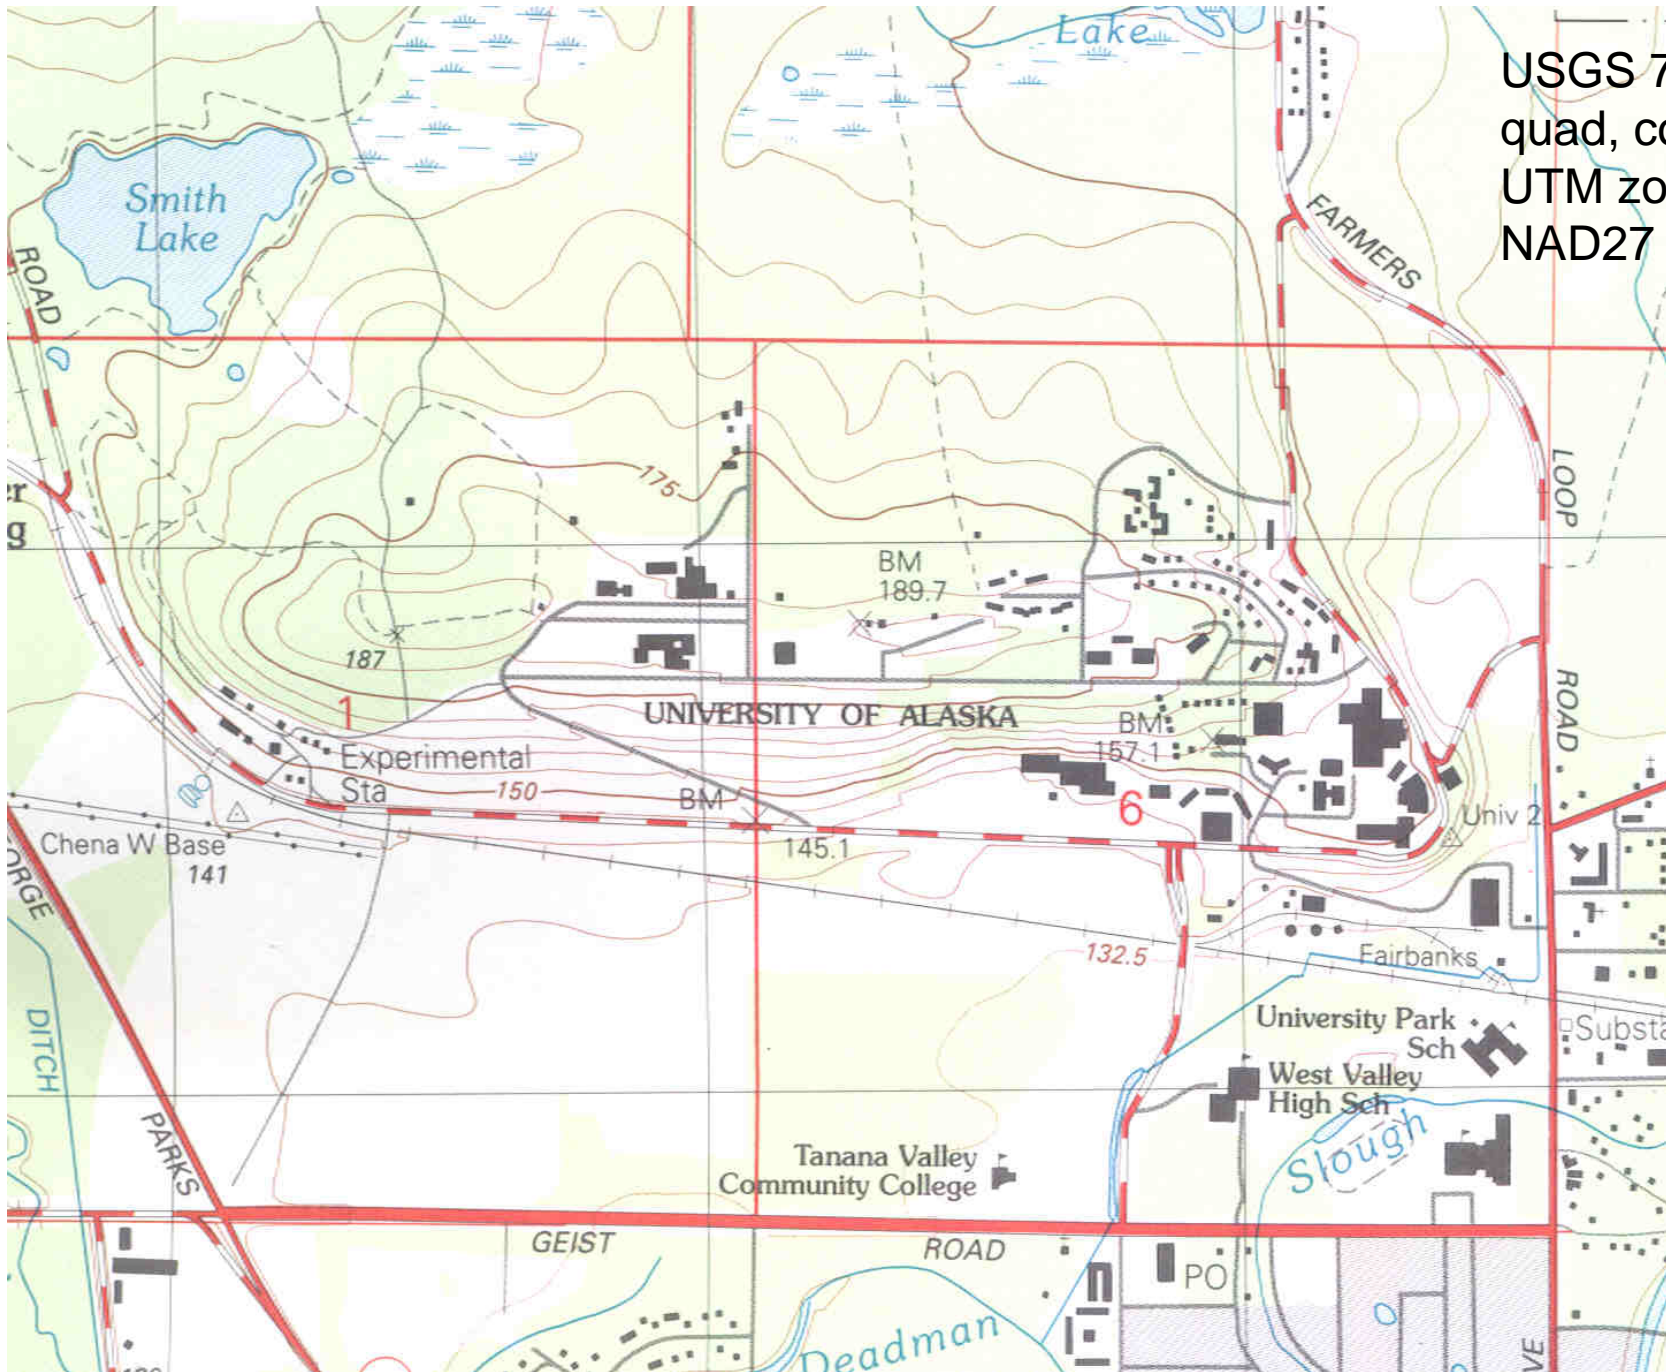 Lake
USGS 7
quad, co
UTM zo
NAD27
Smith
Lake
ROAD
FARMERS
175
LOOP
er
g
BM
189.7
187
1
UNIVERSITY OF ALASKA
BM
157.1
ROAD
Experimental
Sta
150
BM
6
Univ 2
145.1
Chena W Base
141
ORGE
132.5
Fairbanks
DITCH
University Park
Sch
Substa
West Valley
High Sch
PARKS
Slough
Tanana Valley
Community College
GEIST
ROAD
PO
Deadman
VE